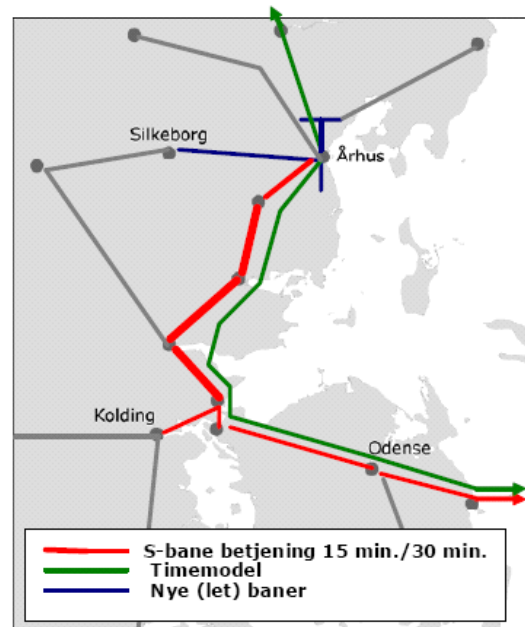 Silkeborg
Århus
Kolding
Odense
S-bane betjening 15 min./30 min.
Timemodel
Nye (let) baner